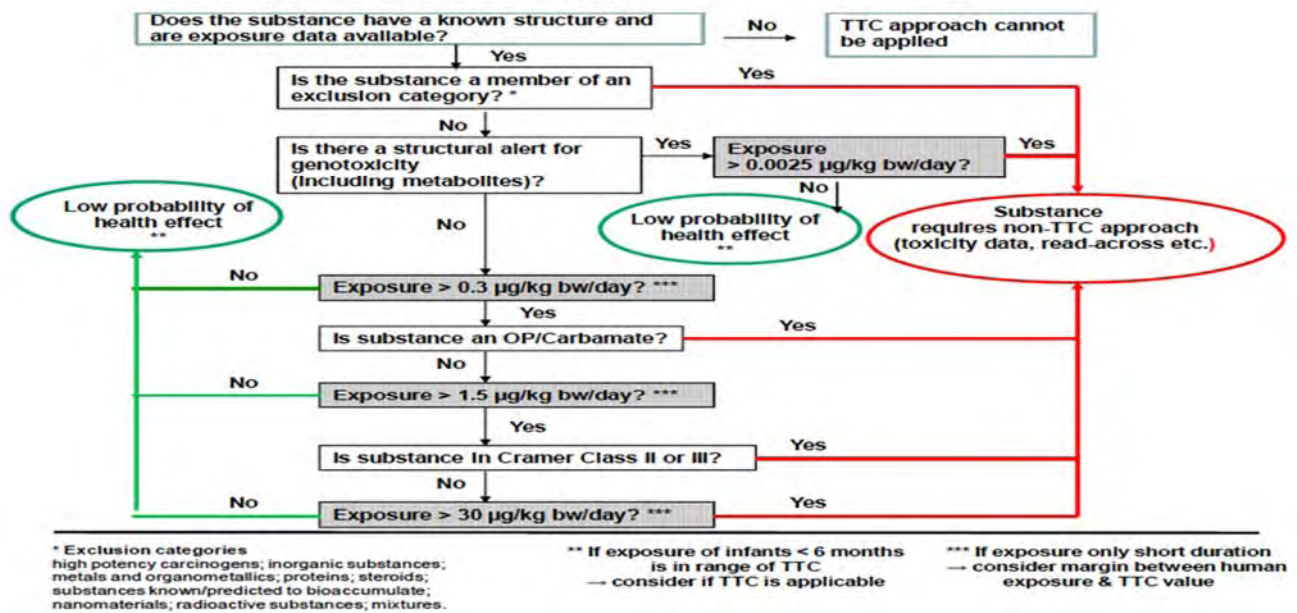 Does the substance have a known structure and
are exposure data available?
No
TTC approach cannot
be applied
Yes
Is the substance a member of an
exclusion category? *
Yes
No
Is there a structural alert for
genotoxicity
(including metabolites)?
Yes
Exposure
> 0.0025 µg/kg bw/day?
Yes
No
Low probability of
health effect
**
Low probability of
health effect
**
Substance
requires non-TTC approach
(toxicity data, read-across etc.)
No
No
Exposure > 0.3 µg/kg bw/day? ***
Yes
Is substance an OP/Carbamate?
Yes
No
No
Exposure > 1.5 µg/kg bw/day? ***
Yes
Is substance In Cramer Class II or III?
Yes
No
No
Exposure > 30 µg/kg bw/day? ***
Yes
* Exclusion categories
high potency carcinogens; inorganic substances;
metals and organometallics; proteins; steroids;
substances known/predicted to bioaccumulate;
nanomaterials; radioactive substances; mixtures.
** If exposure of infants < 6 months
is in range of TTC
→ consider if TTC is applicable
*** If exposure only short duration
→ consider margin between human
exposure & TTC value